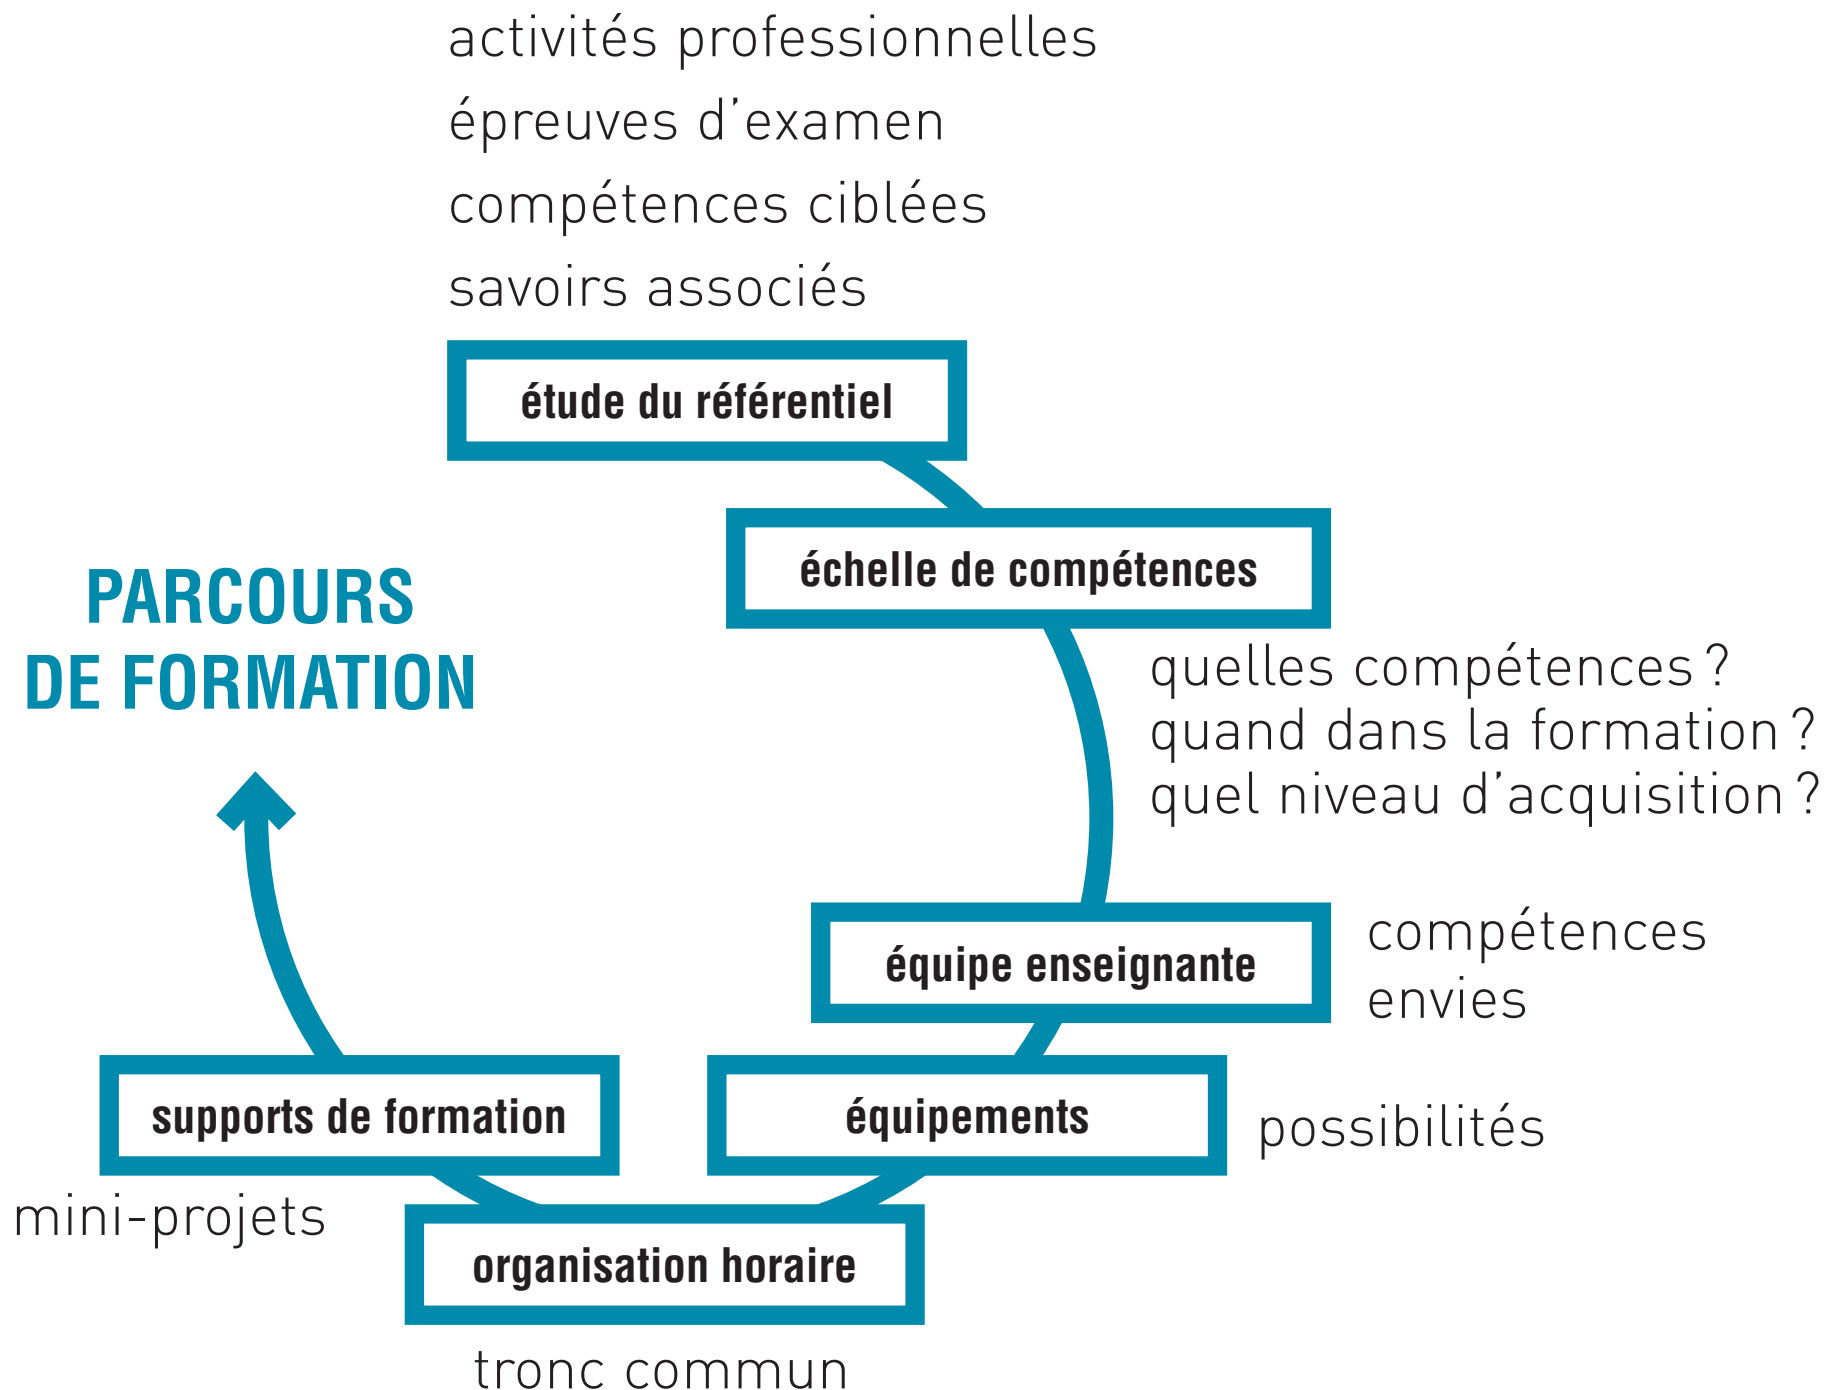 activités professionnelles
épreuves d’examen
compétences ciblées
savoirs associés
étude du référentiel
échelle de compétences
PARCOURS
DE FORMATION
quelles compétences ?
quand dans la formation ?
quel niveau d’acquisition ?
équipe enseignante
compétences
envies
supports de formation
équipements
possibilités
mini-projets
organisation horaire
tronc commun